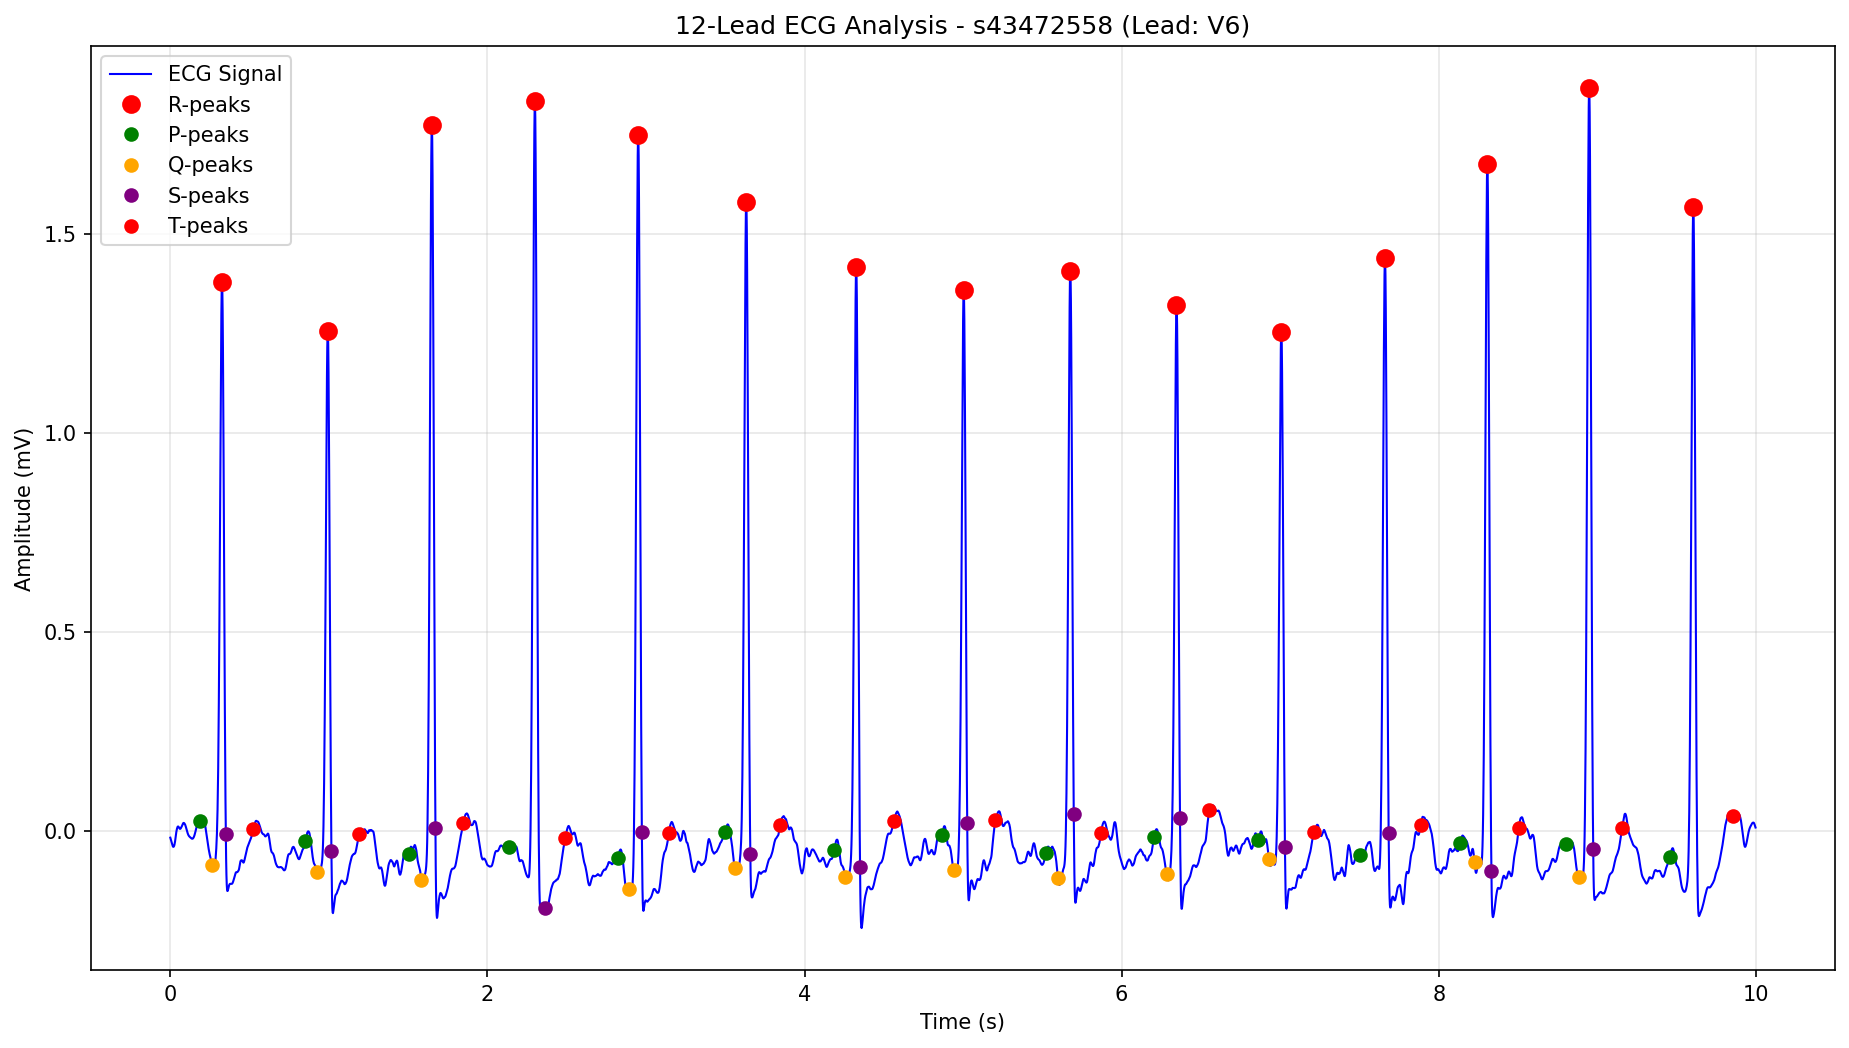 12-Lead ECG Analysis - s43472558 (Lead: V6)
ECG Signal
R-peaks
P-peaks
Q-peaks
S-peaks
T-peaks
1.5
1.0
0.5
0.0
Amplitude (mV)
0 2 4 6 8 10
Time (s)